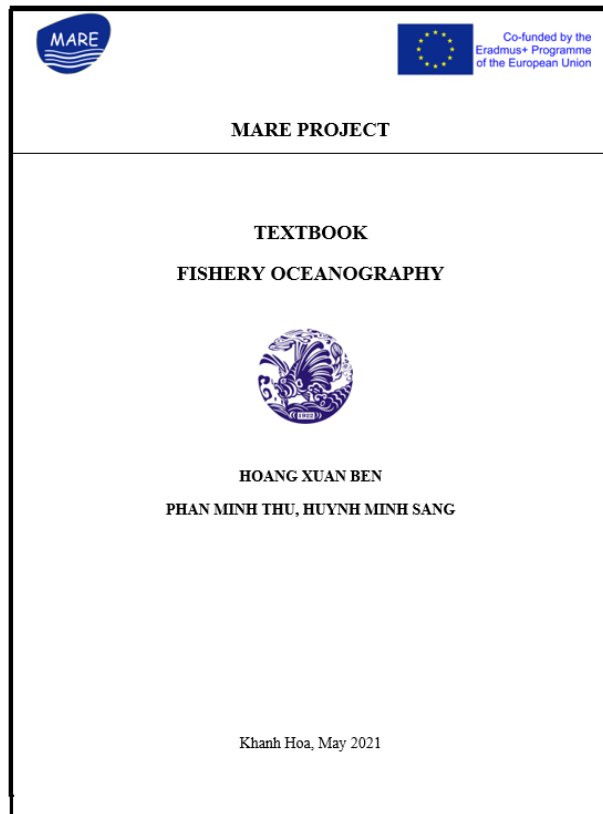 MARE
Co-funded by the
Eradmus+ Programme
of the European Union
MARE PROJECT
TEXTBOOK
FISHERY OCEANOGRAPHY
1922
HOANG XUAN BEN
PHAN MINH THU, HUYNH MINH SANG
Khanh Hoa, May 2021